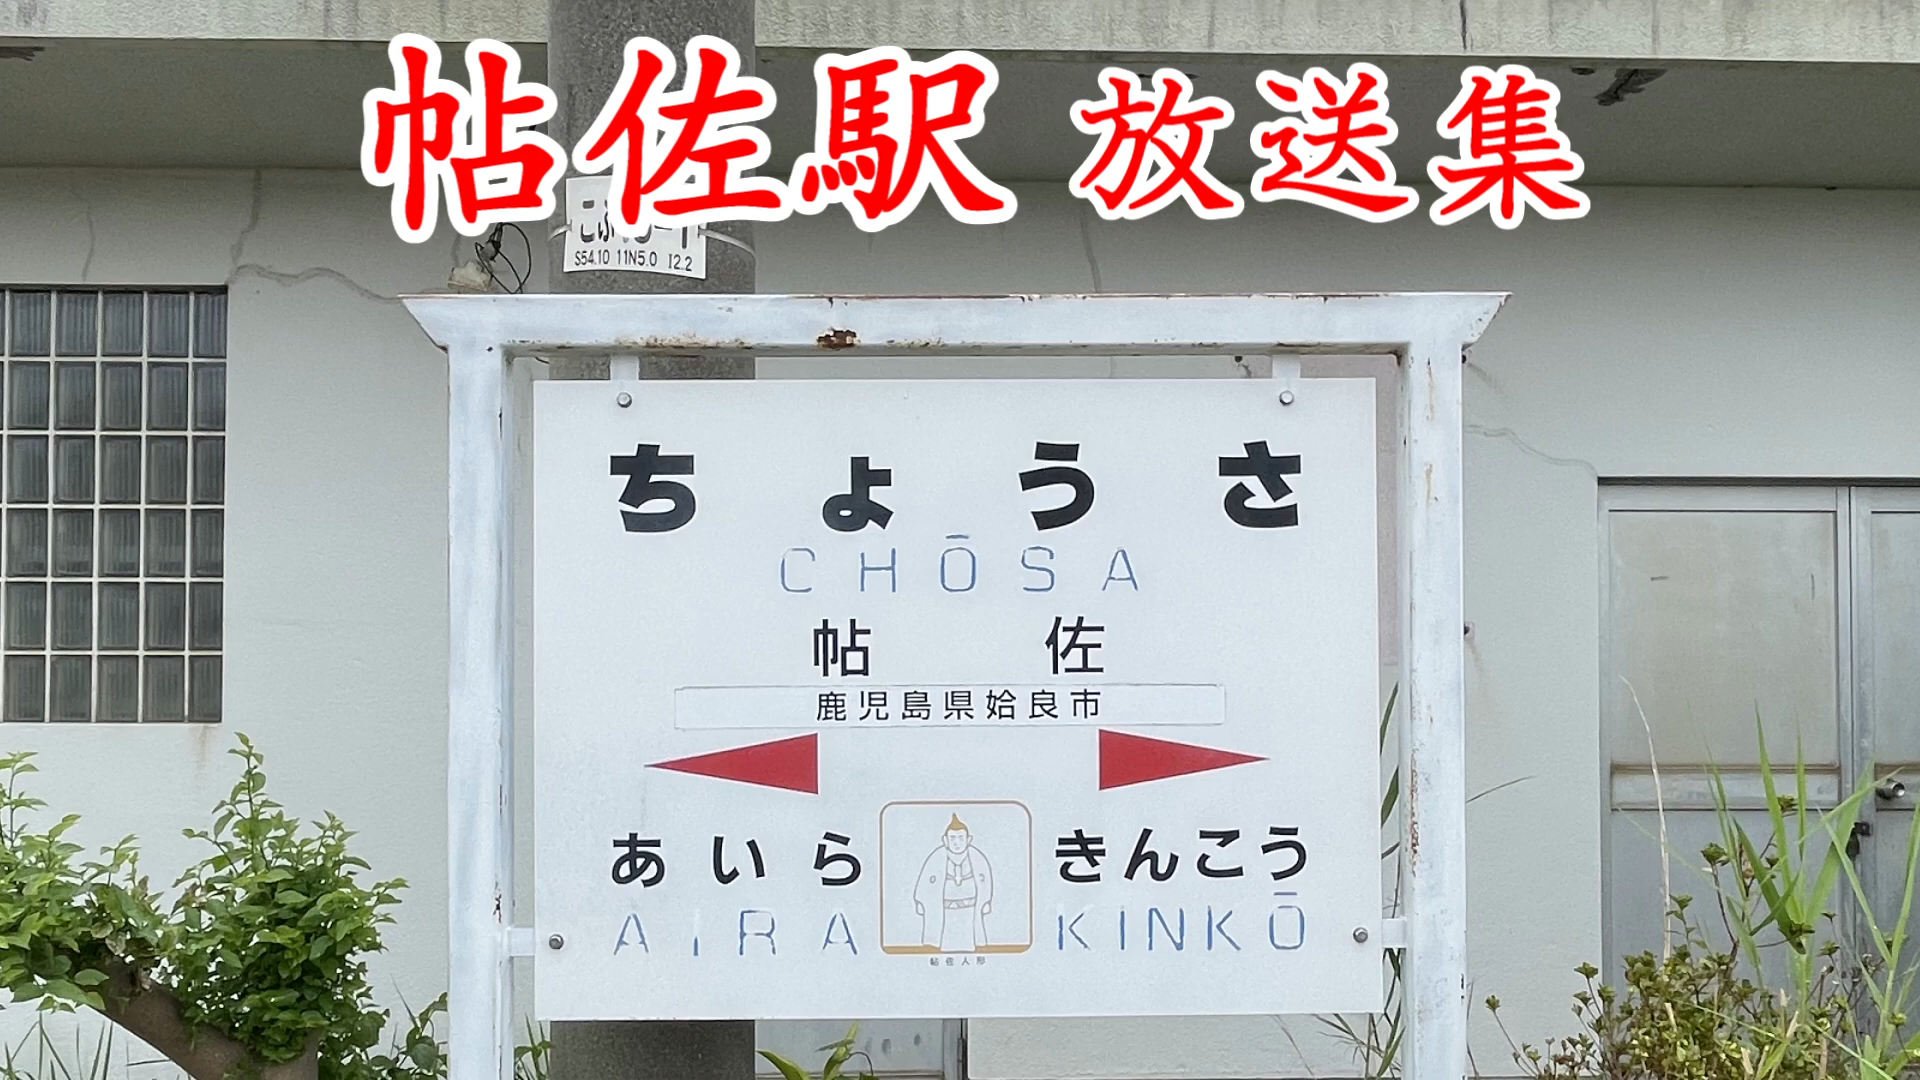 帖佐駅 放送集
S54.10 11N5.0 12.2
ちょうさ
CHŌSA
帖佐
鹿児島県姶良市
あいら きんこう
AIRA KINKŌ
帖佐人形